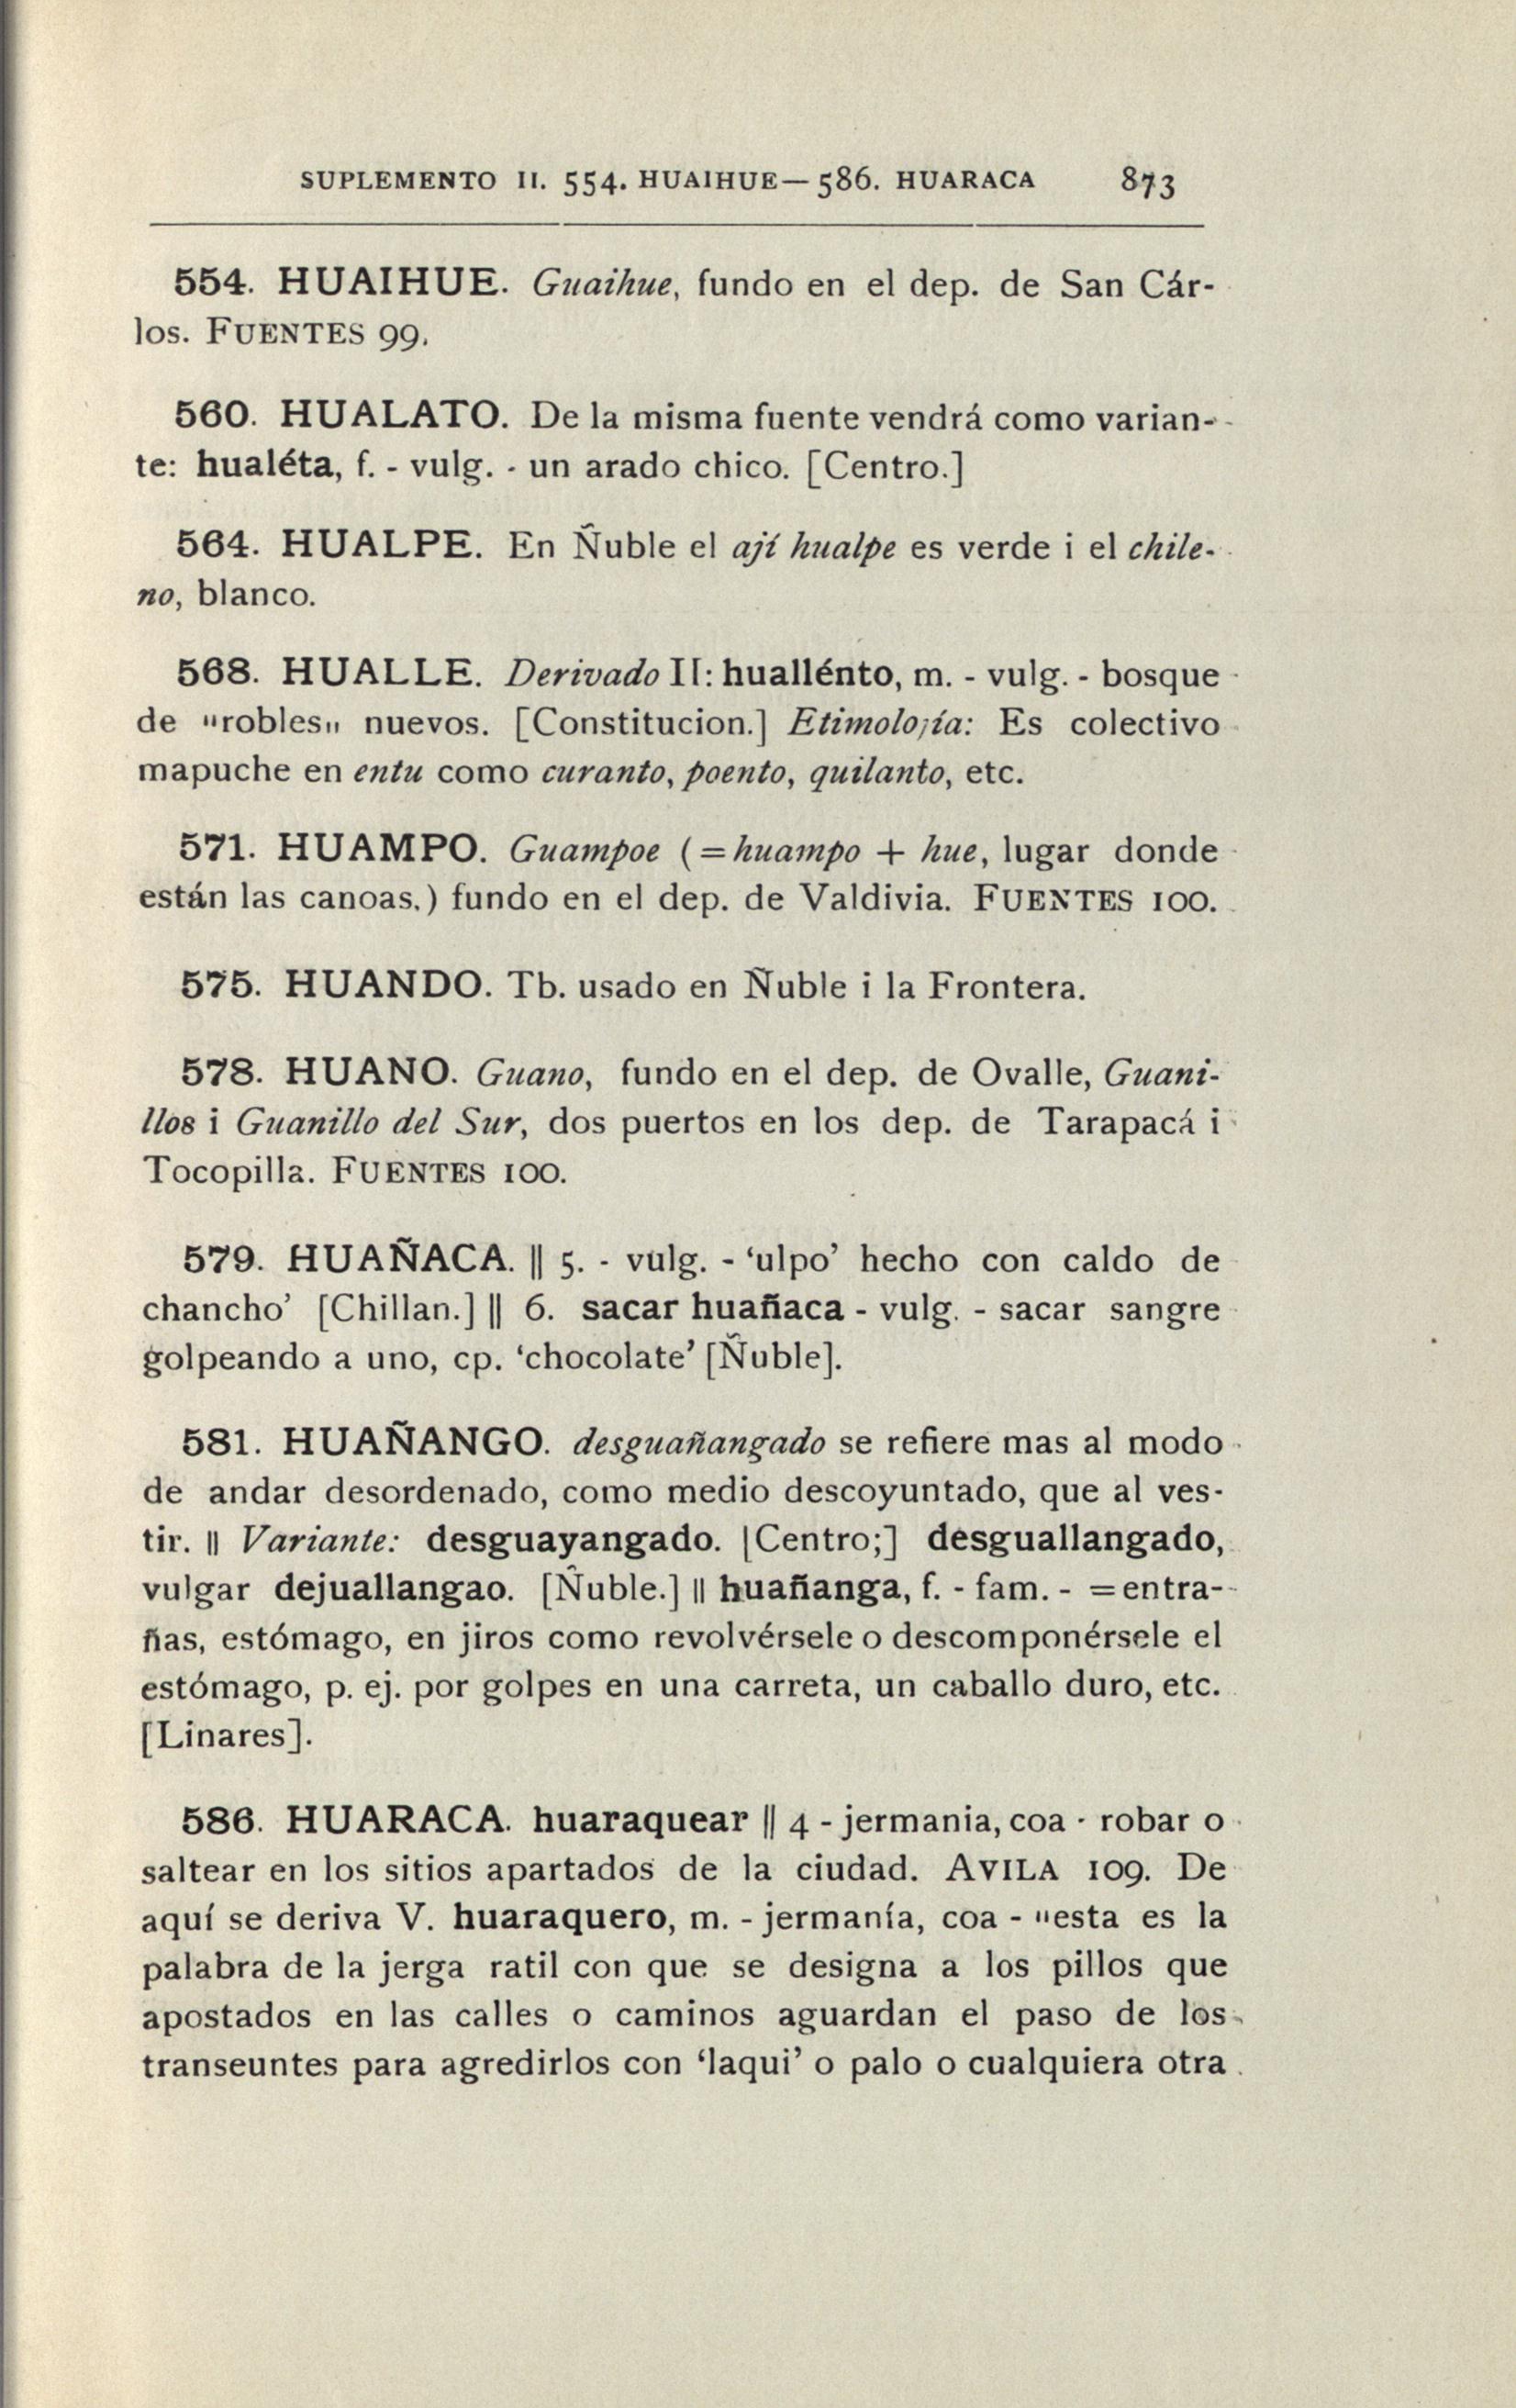 SUPLEMENTO II. 554. HUAIHUE—586. HUARACA 873
554. HUAIHUE. Guaihue, fundo en el dep. de San Cár-
los. FUENTES 99.
560. HUALATO. De la misma fuente vendrá como varian-
te: hualéta, f. - vulg. - un arado chico. [Centro.]
564. HUALPE. En Ñuble el ají hualpe es verde i el chile-
no, blanco.
568. HUALLE. Derivado II: huallénto, m. - vulg. - bosque
de "robles" nuevos. [Constitucion.] Etimolojía: Es colectivo
mapuche en entu como curanto, poento, quilanto, etc.
571. HUAMPO. Guampoe (=huampo + hue, lugar donde
están las canoas.) fundo en el dep. de Valdivia. FUENTES 100.
575. HUANDO. Tb. usado en Ñuble i la Frontera.
578. HUANO. Guano, fundo en el dep. de Ovalle, Guani-
llos i Guanillo del Sur, dos puertos en los dep. de Tarapacá i
Tocopilla. FUENTES 100.
579. HUAÑACA. || 5. - vulg. - ‘ulpo’ hecho con caldo de
chancho’ [Chillan.] || 6. sacar huañaca - vulg. - sacar sangre
golpeando a uno, cp. ‘chocolate’ [Ñuble].
581. HUAÑANGO. desguañangado se refiere mas al modo
de andar desordenado, como medio descoyuntado, que al ves-
tir. || Variante: desguayangado. [Centro;] desguallangado,
vulgar dejuallangao. [Ñuble.] || huañanga, f. - fam. - =entra-
ñas, estómago, en jiros como revolvérsele o descomponérsele el
estómago, p. ej. por golpes en una carreta, un caballo duro, etc.
[Linares].
586. HUARACA. huaraquear || 4 - jermania, coa - robar o
saltear en los sitios apartados de la ciudad. AVILA 109. De
aquí se deriva V. huaraquero, m. - jermanía, coa - "esta es la
palabra de la jerga ratil con que se designa a los pillos que
apostados en las calles o caminos aguardan el paso de los
transeuntes para agredirlos con ‘laqui’ o palo o cualquiera otra